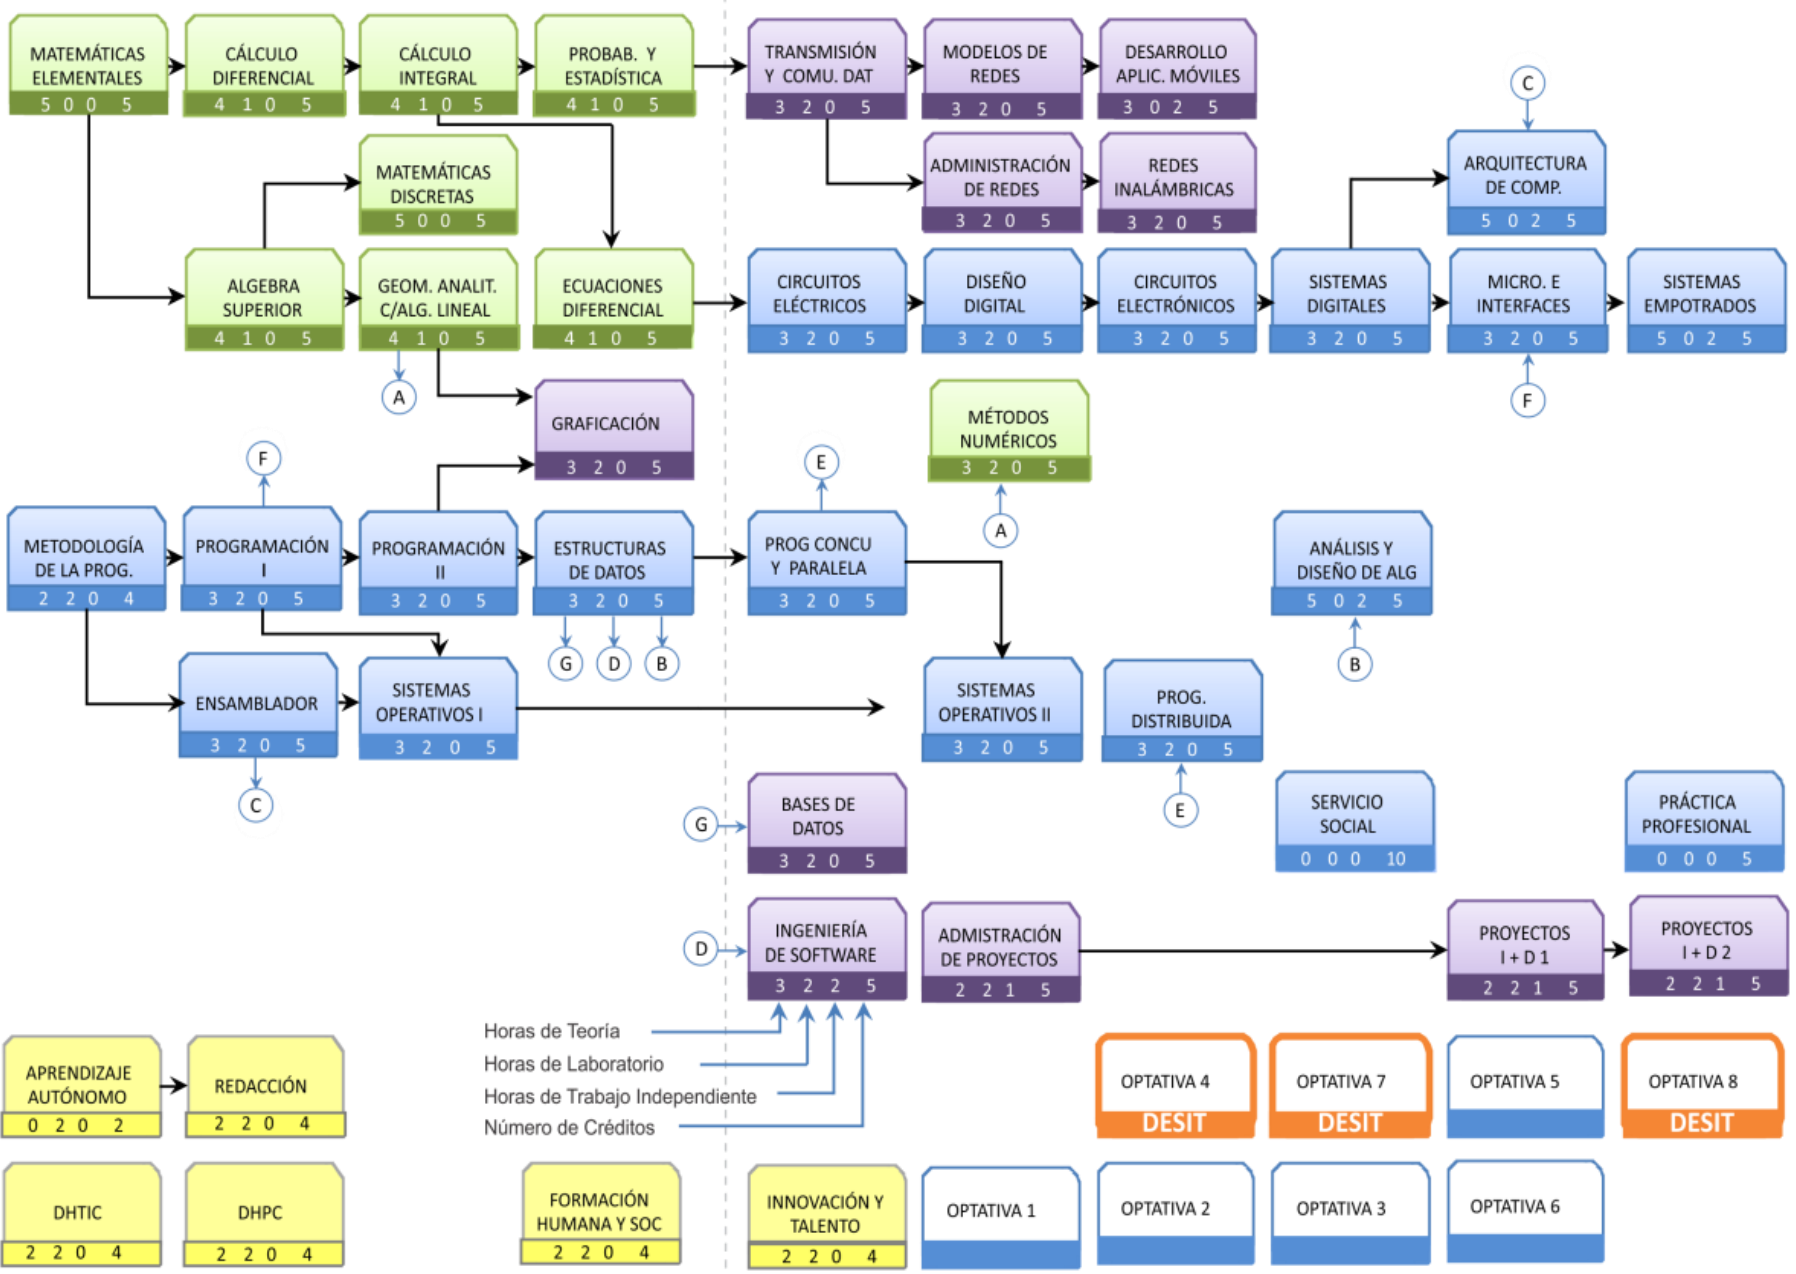 MATEMÁTICAS
ELEMENTALES
5 0 0 5
CÁLCULO
DIFERENCIAL
4 1 0 5
CÁLCULO
INTEGRAL
4 1 0 5
PROBAB. Y
ESTADÍSTICA
4 1 0 5
TRANSMISIÓN
Y COMU. DAT
3 2 0 5
MODELOS DE
REDES
3 2 0 5
DESARROLLO
APLIC. MÓVILES
3 0 2 5
C
MATEMÁTICAS
DISCRETAS
5 0 0 5
ADMINISTRACIÓN
DE REDES
3 2 0 5
REDES
INALÁMBRICAS
3 2 0 5
ARQUITECTURA
DE COMP.
5 0 2 5
ALGEBRA
SUPERIOR
4 1 0 5
GEOM. ANALIT.
C/ALG. LINEAL
4 1 0 5
ECUACIONES
DIFERENCIAL
4 1 0 5
CIRCUITOS
ELÉCTRICOS
3 2 0 5
DISEÑO
DIGITAL
3 2 0 5
CIRCUITOS
ELECTRÓNICOS
3 2 0 5
SISTEMAS
DIGITALES
3 2 0 5
MICRO. E
INTERFACES
3 2 0 5
SISTEMAS
EMPOTRADOS
5 0 2 5
A
F
GRAFICACIÓN
3 2 0 5
MÉTODOS
NUMÉRICOS
3 2 0 5
F
E
A
METODOLOGÍA
DE LA PROG.
2 2 0 4
PROGRAMACIÓN
I
3 2 0 5
PROGRAMACIÓN
II
3 2 0 5
ESTRUCTURAS
DE DATOS
3 2 0 5
PROG CONCU
Y PARALELA
3 2 0 5
ANÁLISIS Y
DISEÑO DE ALG
5 0 2 5
G
D
B
B
ENSAMBLADOR
3 2 0 5
SISTEMAS
OPERATIVOS I
3 2 0 5
SISTEMAS
OPERATIVOS II
3 2 0 5
PROG.
DISTRIBUIDA
3 2 0 5
C
E
G
BASES DE
DATOS
3 2 0 5
SERVICIO
SOCIAL
0 0 0 10
PRÁCTICA
PROFESIONAL
0 0 0 5
D
INGENIERÍA
DE SOFTWARE
3 2 2 5
ADMISTRACIÓN
DE PROYECTOS
2 2 1 5
PROYECTOS
I + D 1
2 2 1 5
PROYECTOS
I + D 2
2 2 1 5
Horas de Teoría
Horas de Laboratorio
Horas de Trabajo Independiente
Número de Créditos
APRENDIZAJE
AUTÓNOMO
0 2 0 2
REDACCIÓN
2 2 0 4
OPTATIVA 4
DESIT
OPTATIVA 7
DESIT
OPTATIVA 5
OPTATIVA 8
DESIT
DHTIC
2 2 0 4
DHPC
2 2 0 4
FORMACIÓN
HUMANA Y SOC
2 2 0 4
INNOVACIÓN Y
TALENTO
2 2 0 4
OPTATIVA 1
OPTATIVA 2
OPTATIVA 3
OPTATIVA 6